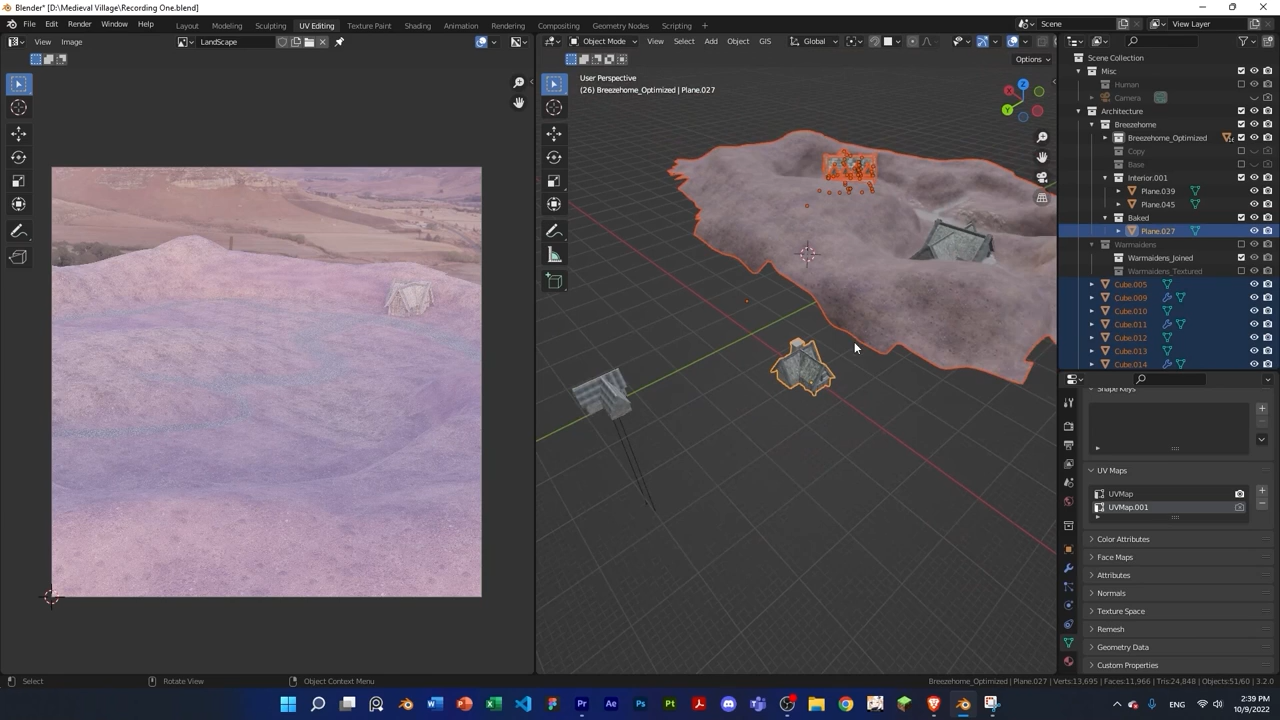 Blender* [D:\Medieval Village\Recording One.blend]
File Edit Render Window Help Layout Modeling Sculpting UV Editing Texture Paint Shading Animation Rendering Compositing Geometry Nodes Scripting + Scene View Layer
View Image LandScape Object Mode View Select Add Object GIS Global
Options
Scene Collection
Misc
User Perspective
(26) Breezehome_Optimized | Plane.027
Human
Camera
Architecture
Breezehome
Breezehome_Optimized
Copy
Base
Interior.001
Plane.039
Plane.045
Baked
Plane.027
Warmaidens
Warmaidens_Joined
Warmaidens_Textured
Cube.005
Cube.009
Cube.010
Cube.011
Cube.012
Cube.013
Cube.014
Shape Keys
UV Maps
UVMap
UVMap.001
Color Attributes
Face Maps
Attributes
Normals
Texture Space
Remesh
Geometry Data
Custom Properties
Select Rotate View Object Context Menu Breezehome_Optimized | Plane.027 | Verts:13,695 | Faces:11,966 | Tris:24,848 | Objects:51/60 | 3.2.0
X Y Z
Pr Ae Ps Pt
2:39 PM
10/9/2022